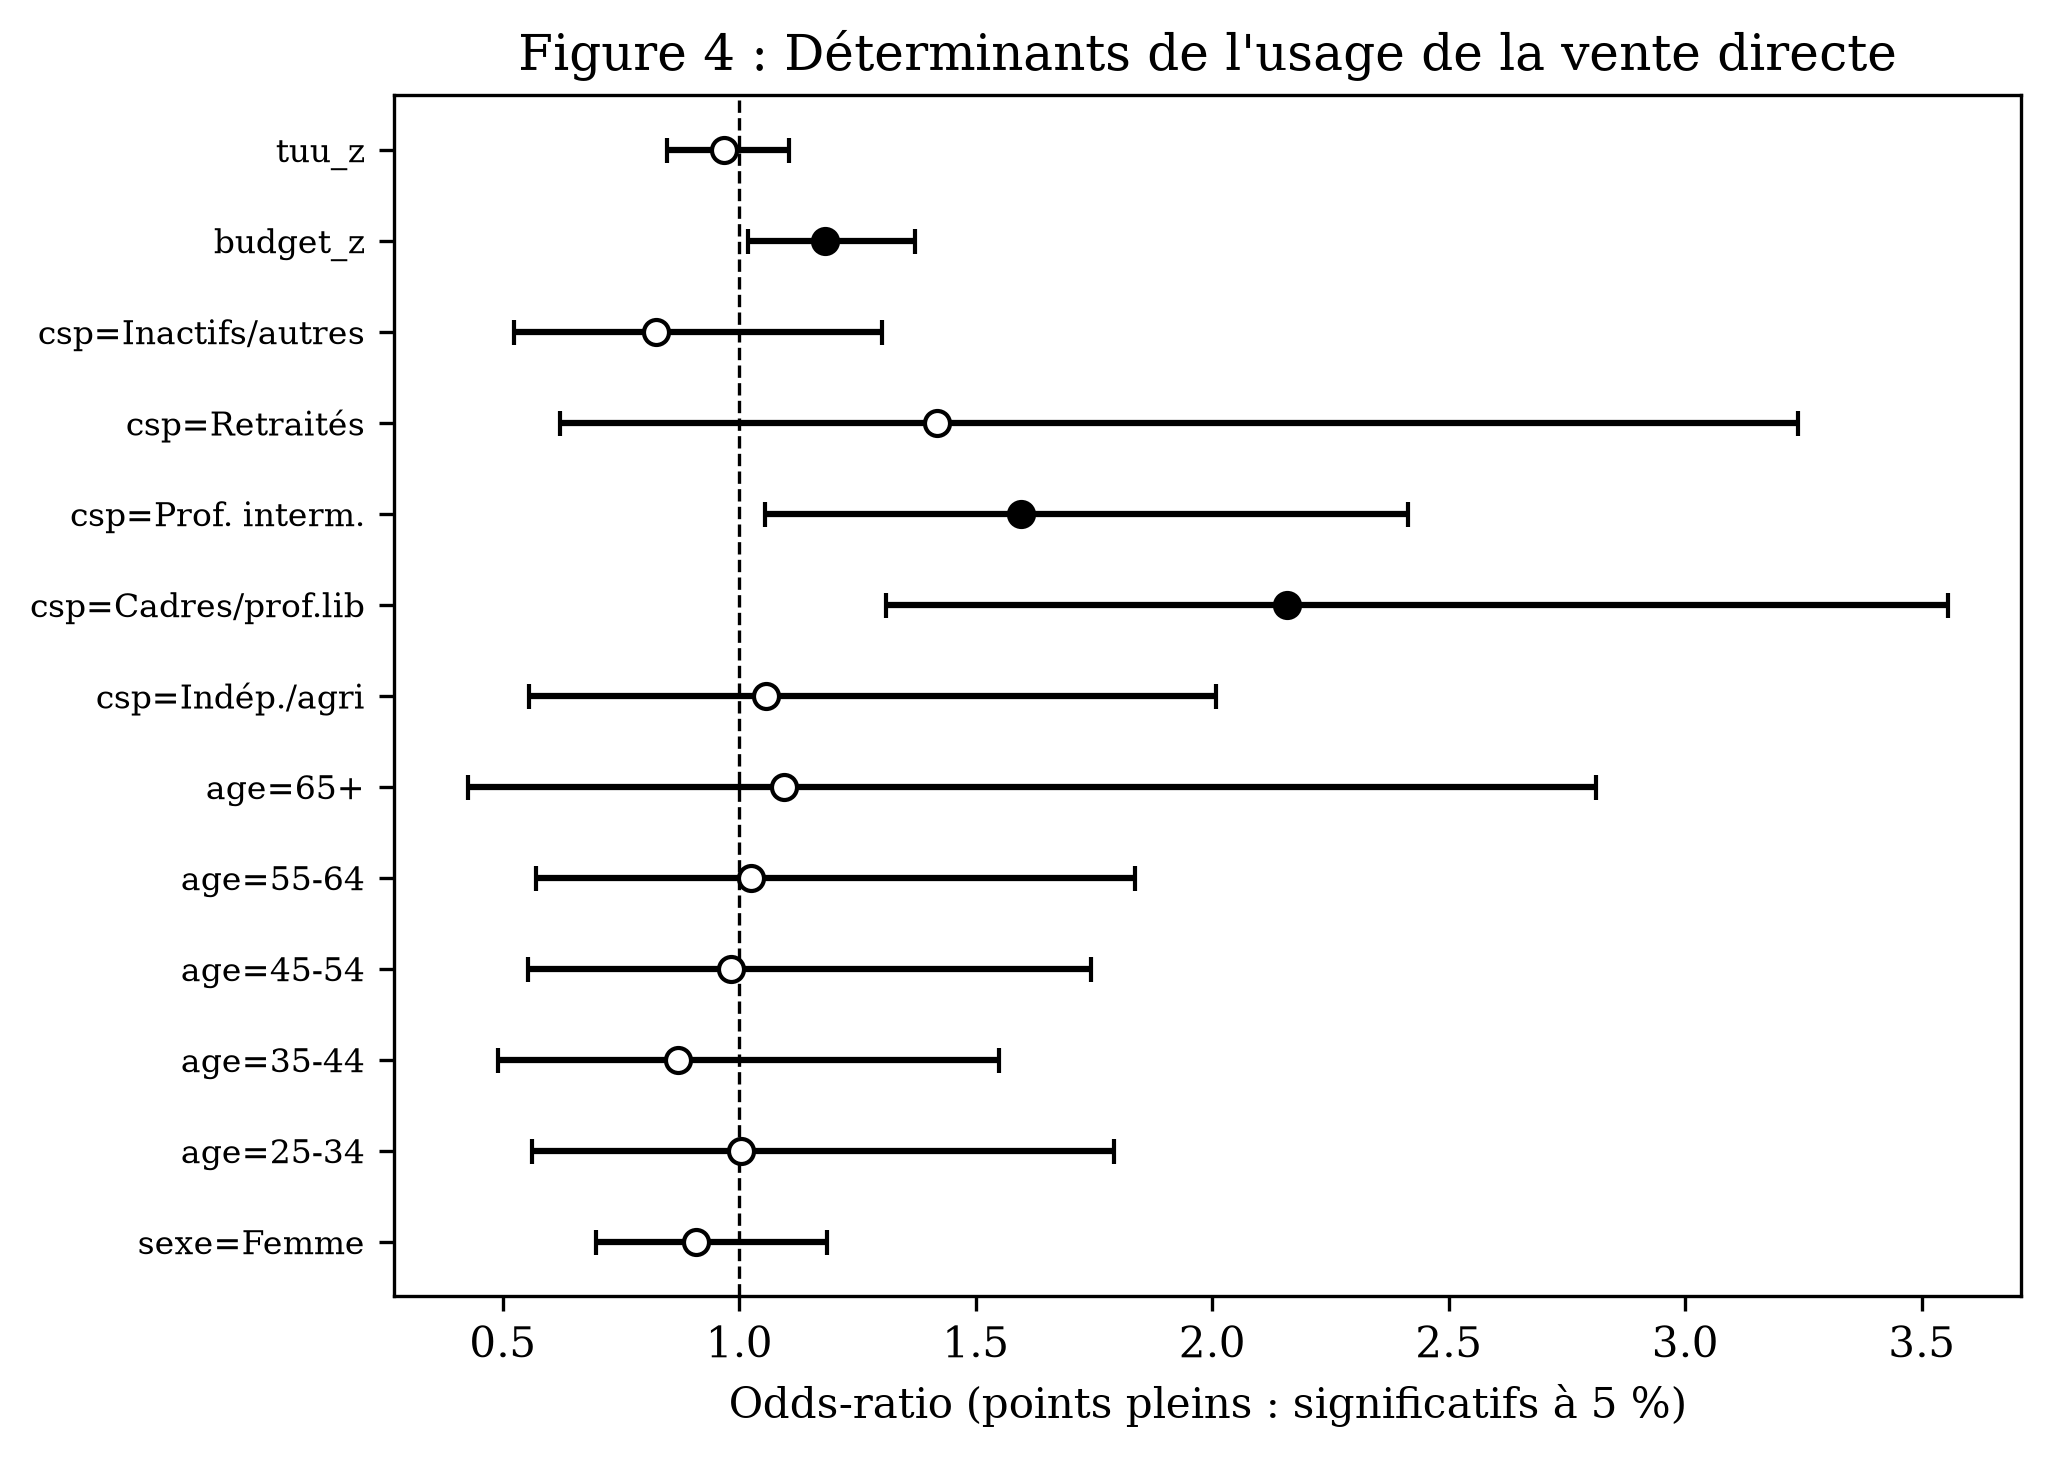 Figure 4 : Déterminants de l'usage de la vente directe
tuu_z
budget_z
csp=Inactifs/autres
csp=Retraités
csp=Prof. interm.
csp=Cadres/prof.lib
csp=Indép./agri
age=65+
age=55-64
age=45-54
age=35-44
age=25-34
sexe=Femme
0.5 1.0 1.5 2.0 2.5 3.0 3.5
Odds-ratio (points pleins : significatifs à 5 %)